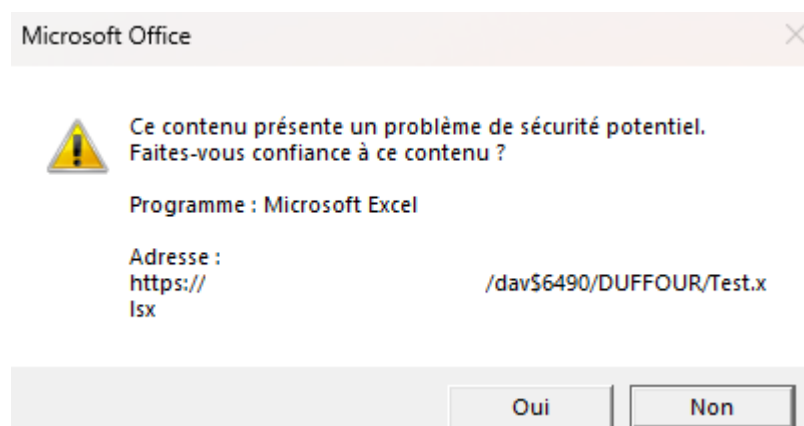 Microsoft Office
Ce contenu présente un problème de sécurité potentiel.
Faites-vous confiance à ce contenu ?
Programme : Microsoft Excel
Adresse :
https:// /dav$6490/DUFFOUR/Test.x
lsx
Oui Non